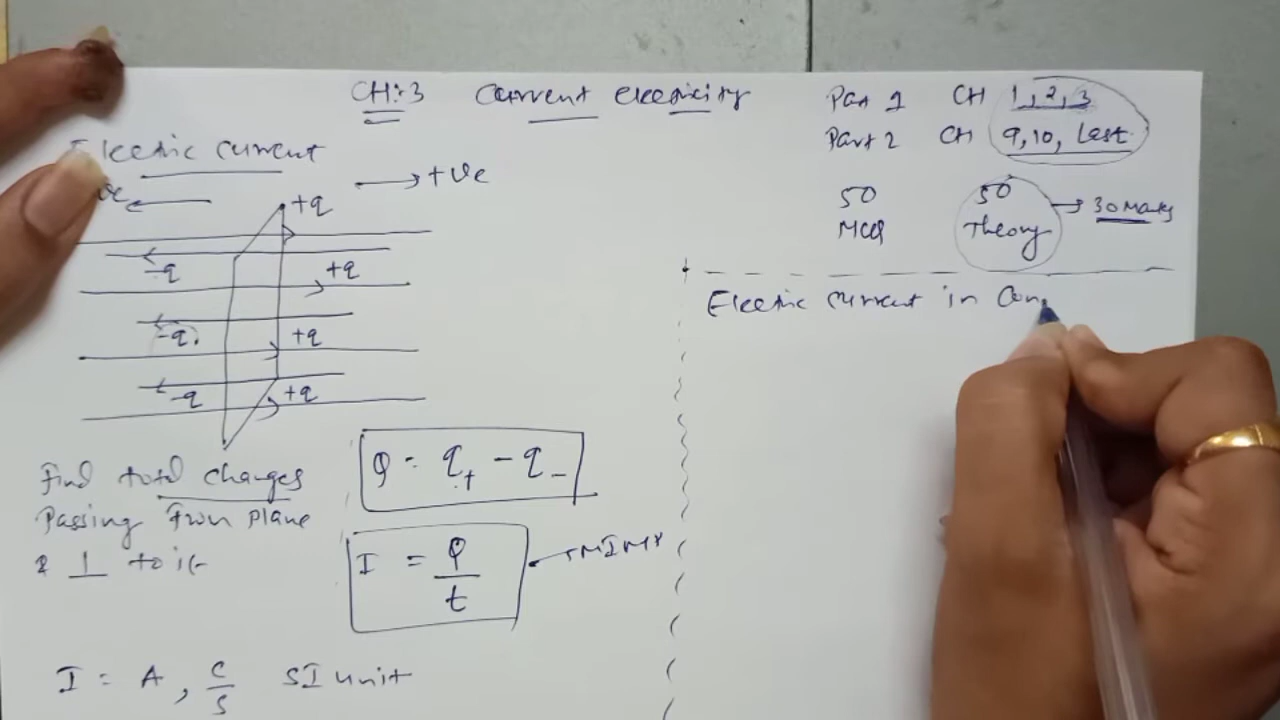 CH:3 Current electricity
Electric current
→ +ve
+q
-q +q
-q +q
-q +q
Find total charges
Passing From plane
& ⊥ to it
Q = q₊ - q₋
I = Q/t
I = A, C/s SI unit
Part 1 CH 1, 2, 3
Part 2 CH 9, 10, Last
50 50 → 30 Marks
MCQ Theory
Electric current in Con